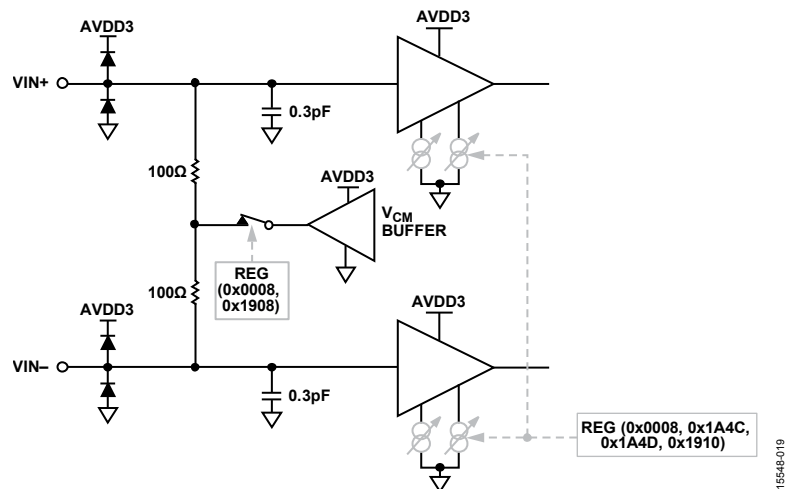 AVDD3
VIN+
0.3pF
AVDD3
100Ω
AVDD3
VCM
BUFFER
REG
(0x0008,
0x1908)
100Ω
AVDD3
VIN–
0.3pF
AVDD3
REG (0x0008, 0x1A4C,
0x1A4D, 0x1910)
15548-019